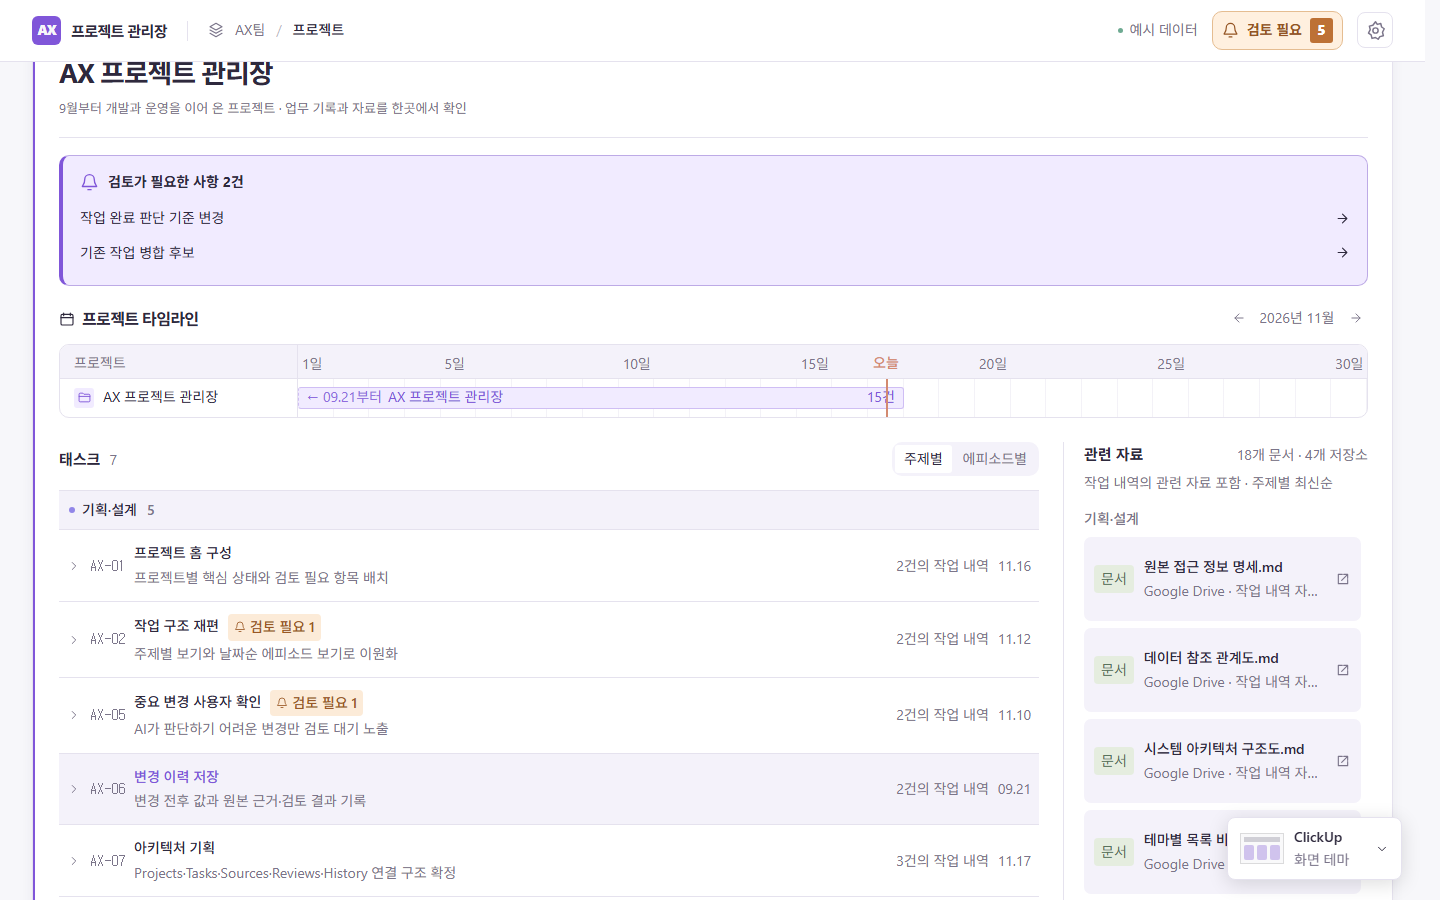 AX 프로젝트 관리장 AX팀 / 프로젝트 예시 데이터 검토 필요 5
AX 프로젝트 관리장
9월부터 개발과 운영을 이어 온 프로젝트 · 업무 기록과 자료를 한곳에서 확인
검토가 필요한 사항 2건
작업 완료 판단 기준 변경 →
기존 작업 병합 후보 →
프로젝트 타임라인 ← 2026년 11월 →
프로젝트 1일 5일 10일 15일 오늘 20일 25일 30일
AX 프로젝트 관리장 ← 09.21부터 AX 프로젝트 관리장 15건
태스크 7 주제별 에피소드별
기획·설계 5
AX-01 프로젝트 홈 구성
프로젝트별 핵심 상태와 검토 필요 항목 배치
2건의 작업 내역 11.16
AX-02 작업 구조 재편 검토 필요 1
주제별 보기와 날짜순 에피소드 보기로 이원화
2건의 작업 내역 11.12
AX-05 중요 변경 사용자 확인 검토 필요 1
AI가 판단하기 어려운 변경만 검토 대기 노출
2건의 작업 내역 11.10
AX-06 변경 이력 저장
변경 전후 값과 원본 근거·검토 결과 기록
2건의 작업 내역 09.21
AX-07 아키텍처 기획
Projects·Tasks·Sources·Reviews·History 연결 구조 확정
3건의 작업 내역 11.17
관련 자료 18개 문서 · 4개 저장소
작업 내역의 관련 자료 포함 · 주제별 최신순
기획·설계
문서 원본 접근 정보 명세.md
Google Drive · 작업 내역 자...
문서 데이터 참조 관계도.md
Google Drive · 작업 내역 자...
문서 시스템 아키텍처 구조도.md
Google Drive · 작업 내역 자...
문서 테마별 목록 비
Google Drive
ClickUp
화면 테마